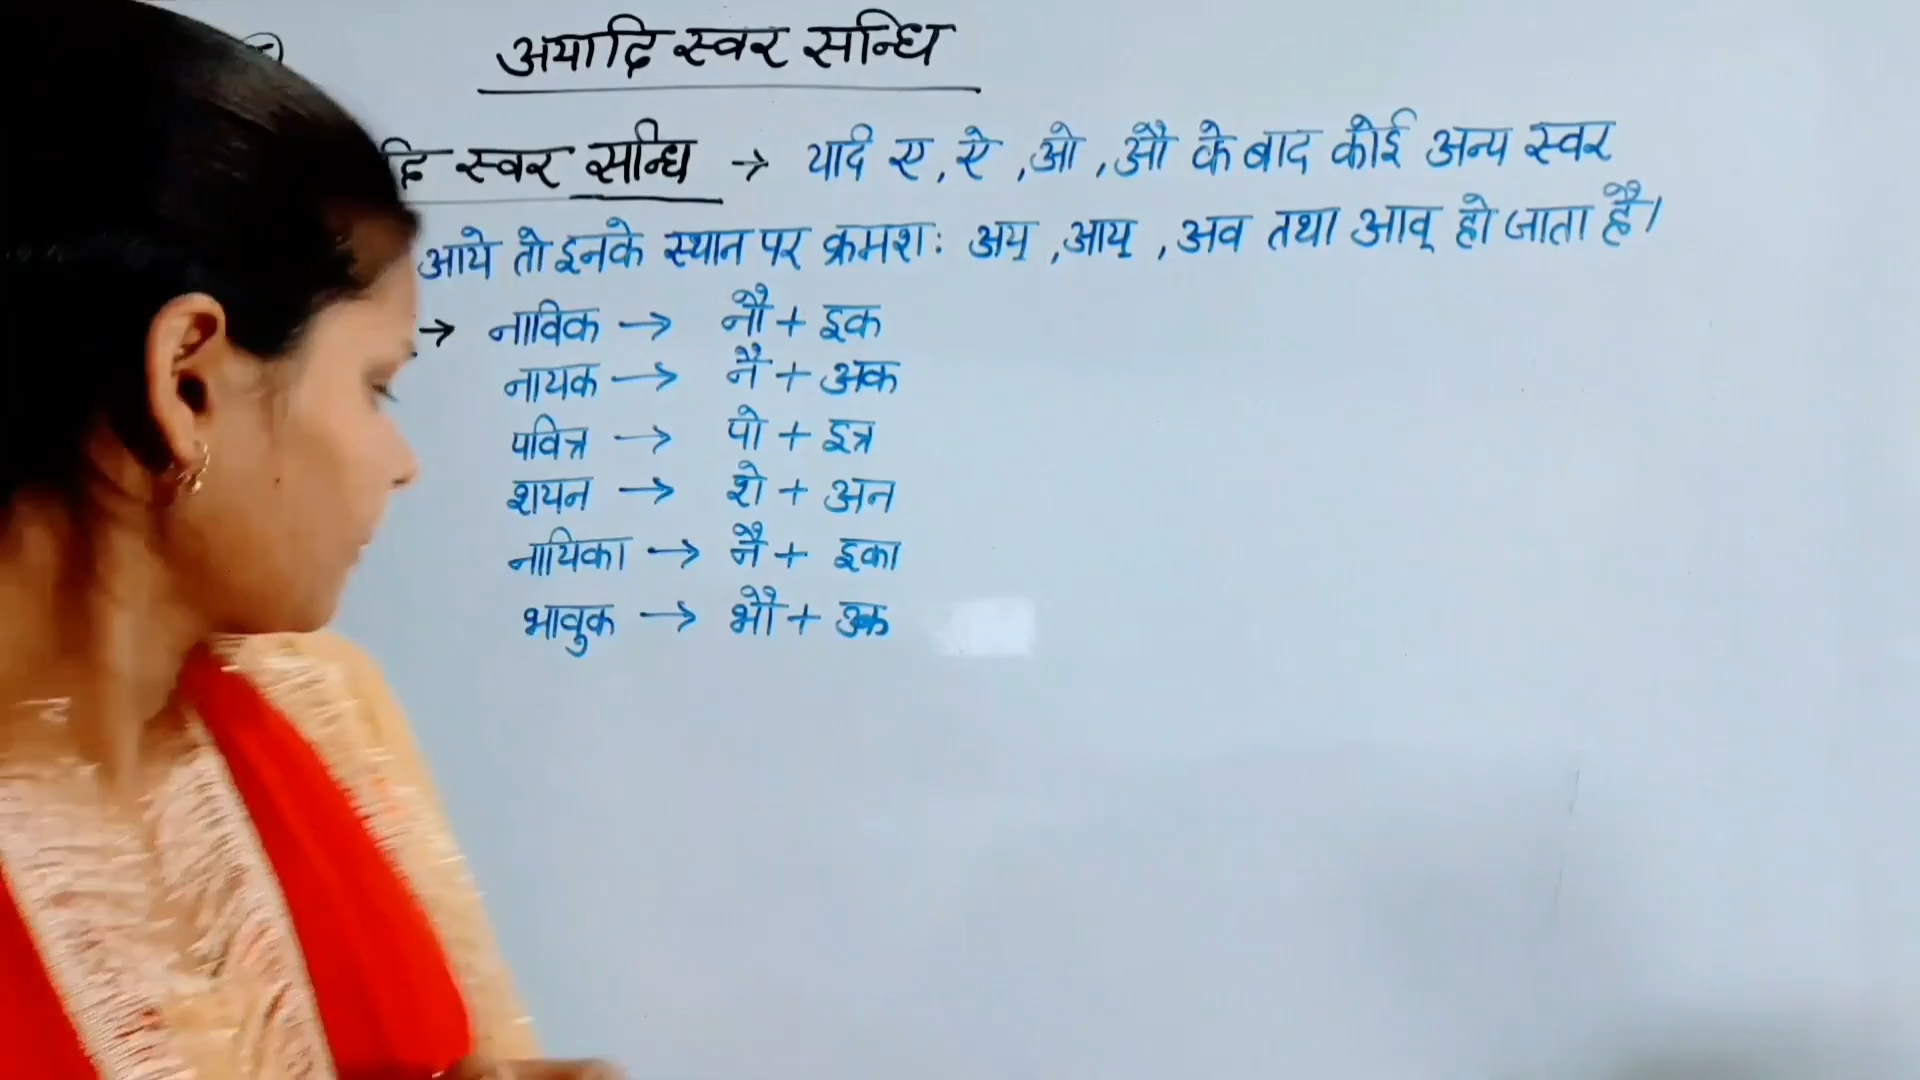 अयादि स्वर सन्धि
दि स्वर सन्धि → यदि ए, ऐ, ओ, औ के बाद कोई अन्य स्वर
आये तो इनके स्थान पर क्रमशः अय्, आय्, अव तथा आव् हो जाता है।
→ नाविक → नौ + इक
नायक → नै + अक
पवित्र → पो + इत्र
शयन → शे + अन
नायिका → नै + इका
भावुक → भौ + उक